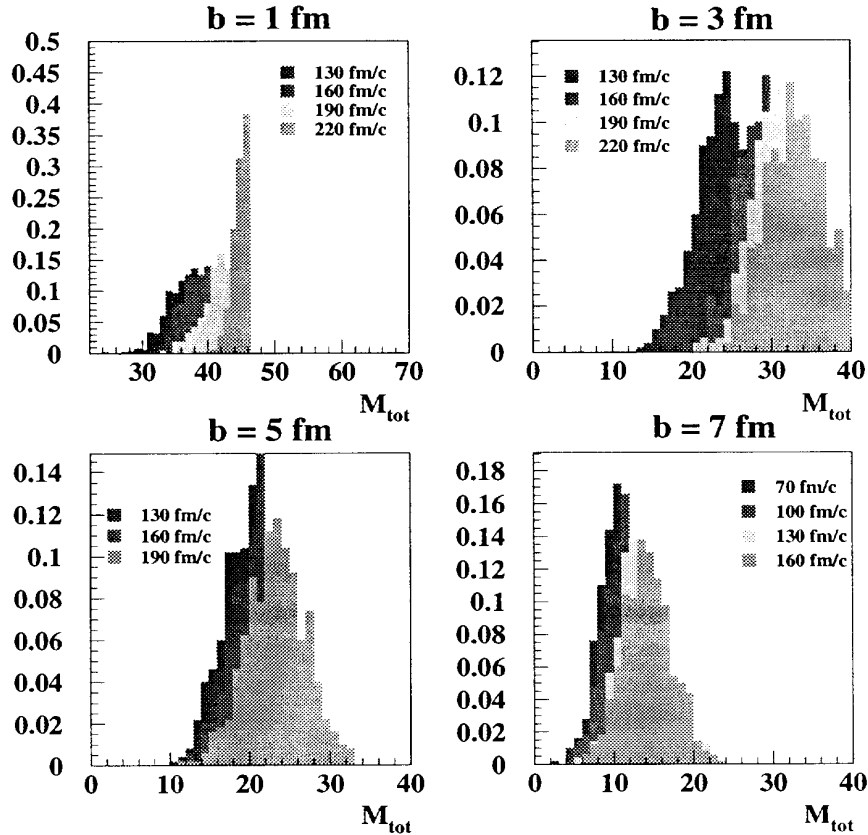 b = 1 fm
0.5
0.45
0.4
0.35
0.3
0.25
0.2
0.15
0.1
0.05
0
130 fm/c
160 fm/c
190 fm/c
220 fm/c
30 40 50 60 70
M_tot
b = 3 fm
0.12
0.1
0.08
0.06
0.04
0.02
0
130 fm/c
160 fm/c
190 fm/c
220 fm/c
0 10 20 30 40
M_tot
b = 5 fm
0.14
0.12
0.1
0.08
0.06
0.04
0.02
0
130 fm/c
160 fm/c
190 fm/c
0 10 20 30 40
M_tot
b = 7 fm
0.18
0.16
0.14
0.12
0.1
0.08
0.06
0.04
0.02
0
70 fm/c
100 fm/c
130 fm/c
160 fm/c
0 10 20 30 40
M_tot